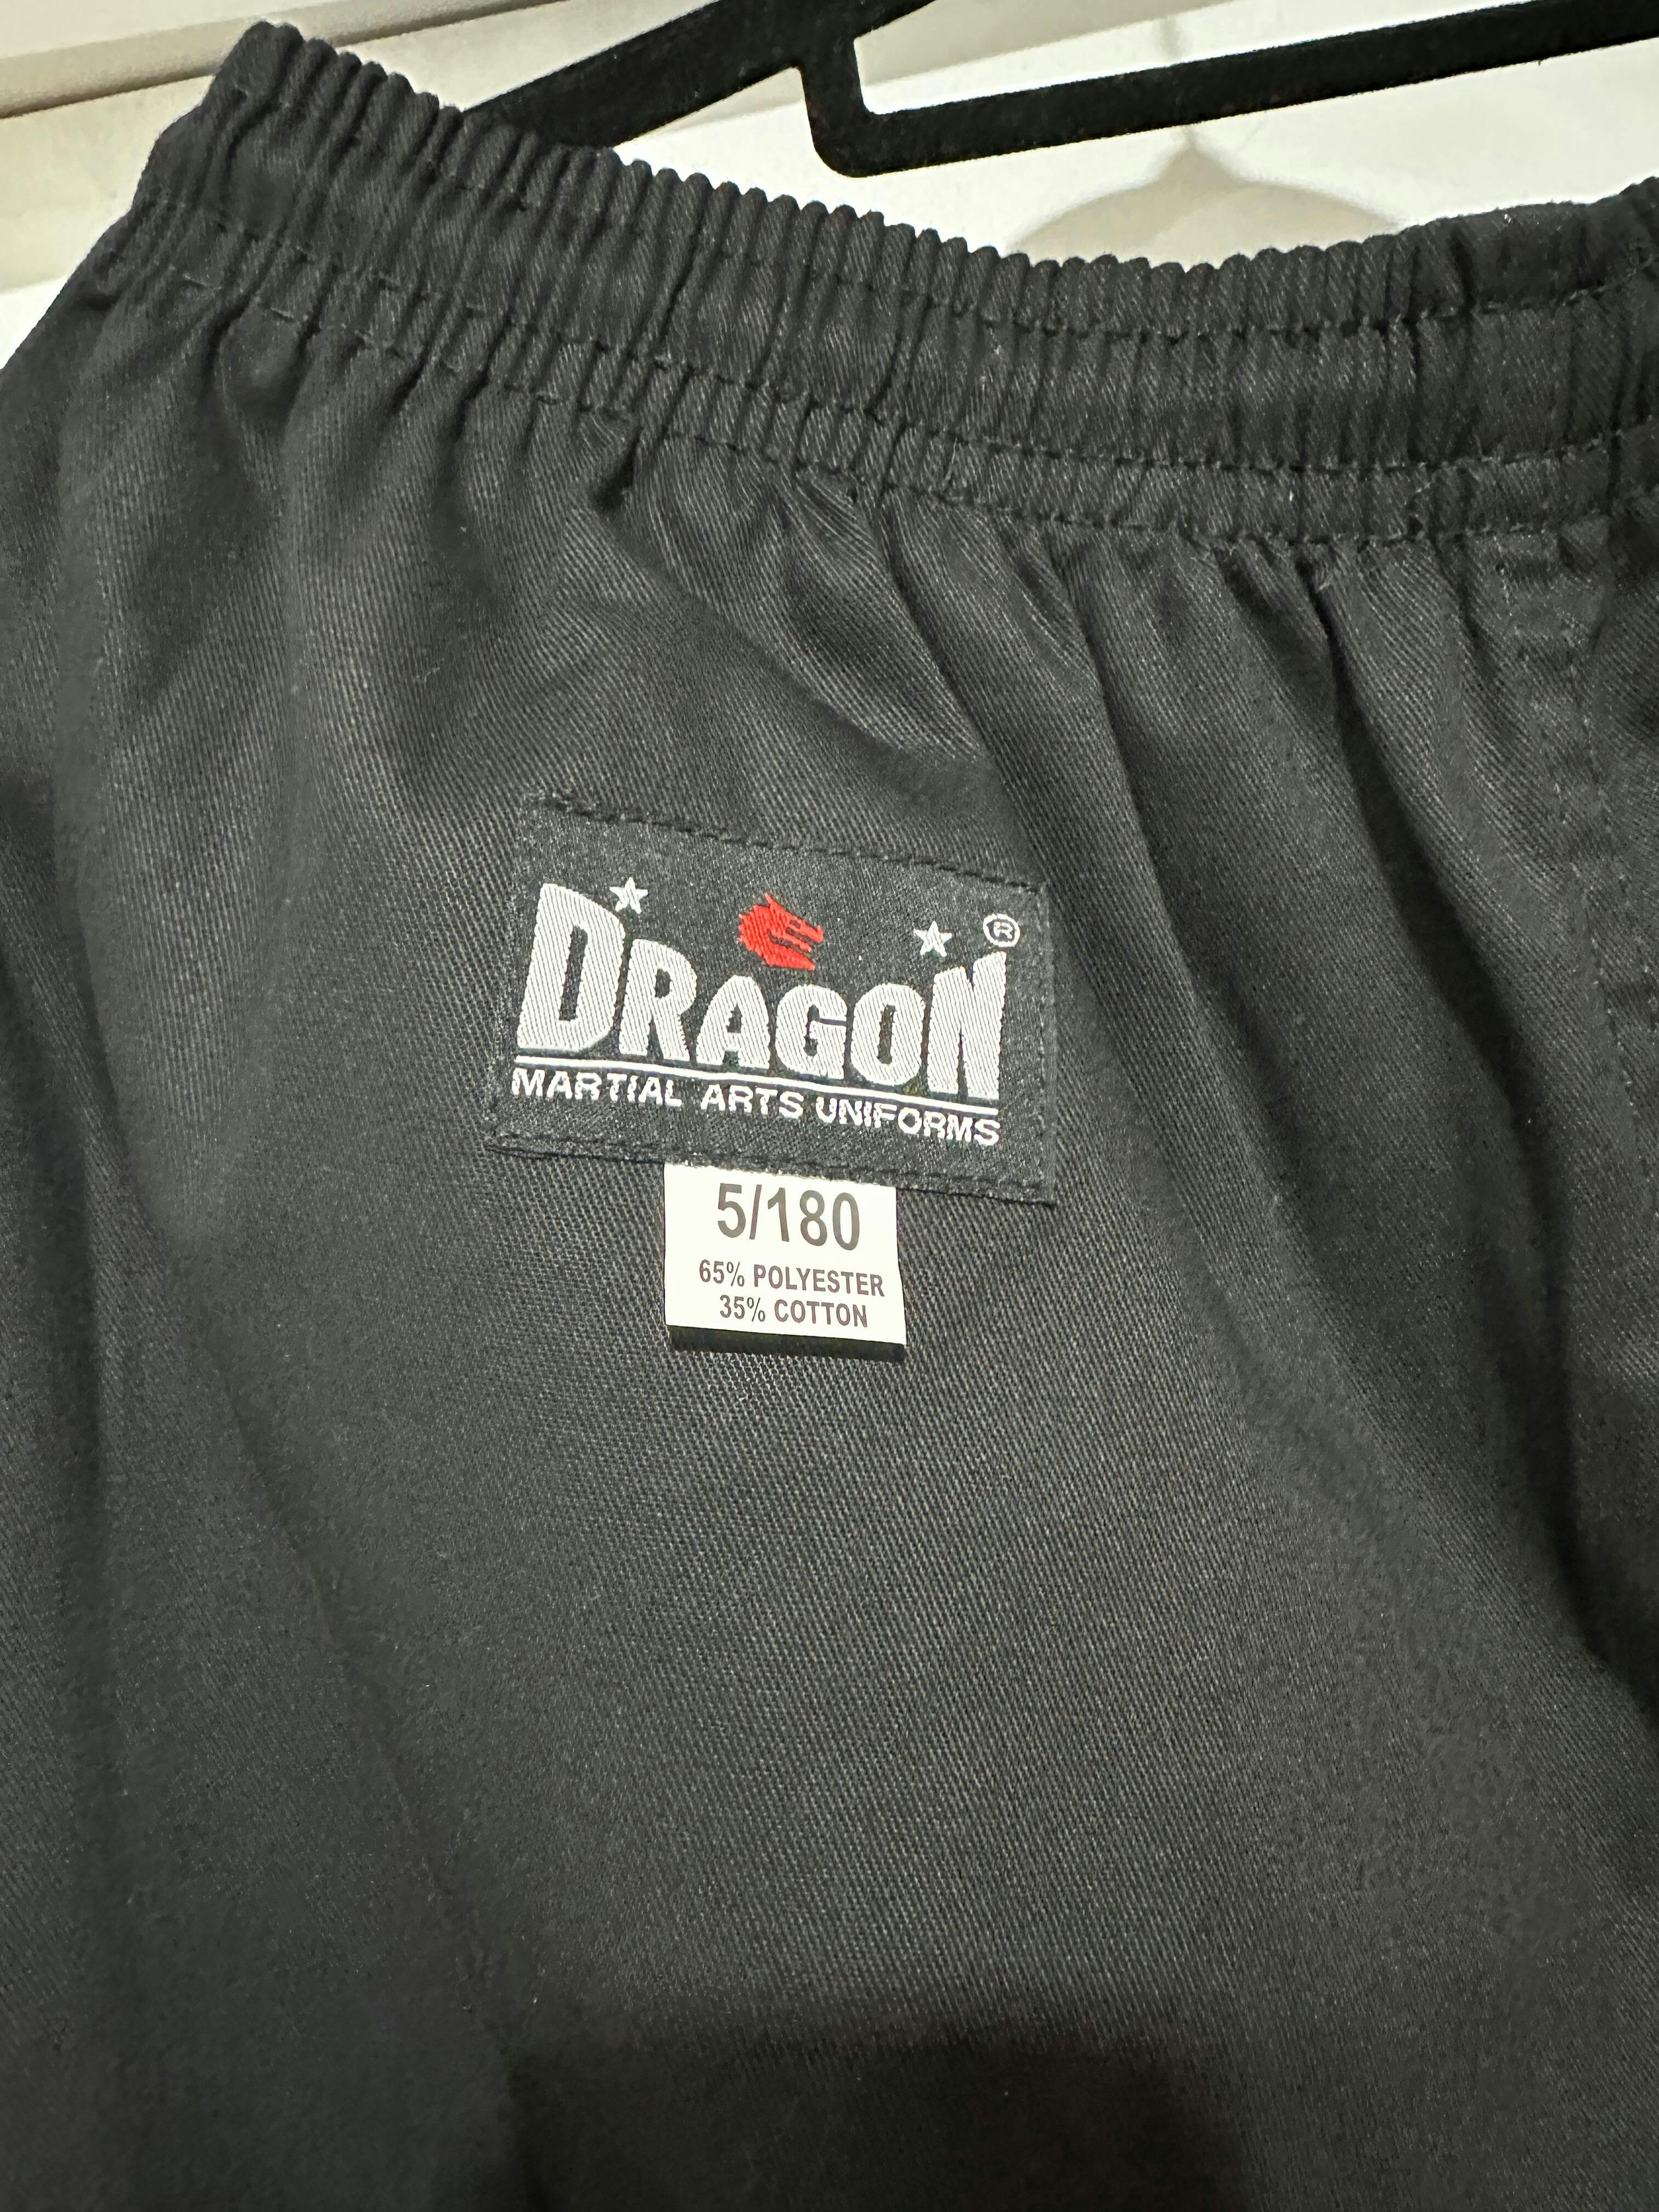 DRAGON ®
MARTIAL ARTS UNIFORMS
5/180
65% POLYESTER
35% COTTON